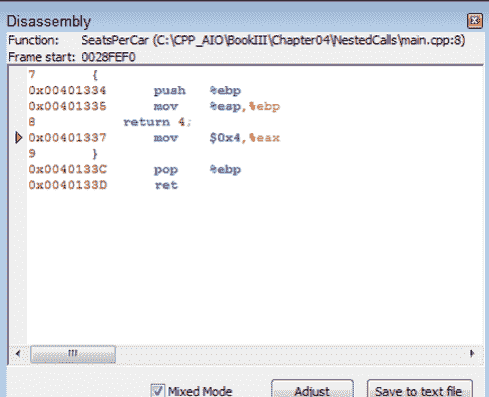 Disassembly
Function: SeatsPerCar (C:\CPP_AIO\BookIII\Chapter04\NestedCalls\main.cpp:8)
Frame start: 0028FEF0
7 {
0x00401334 push %ebp
0x00401335 mov %esp,%ebp
8 return 4;
0x00401337 mov $0x4,%eax
9 }
0x0040133C pop %ebp
0x0040133D ret
Mixed Mode Adjust Save to text file